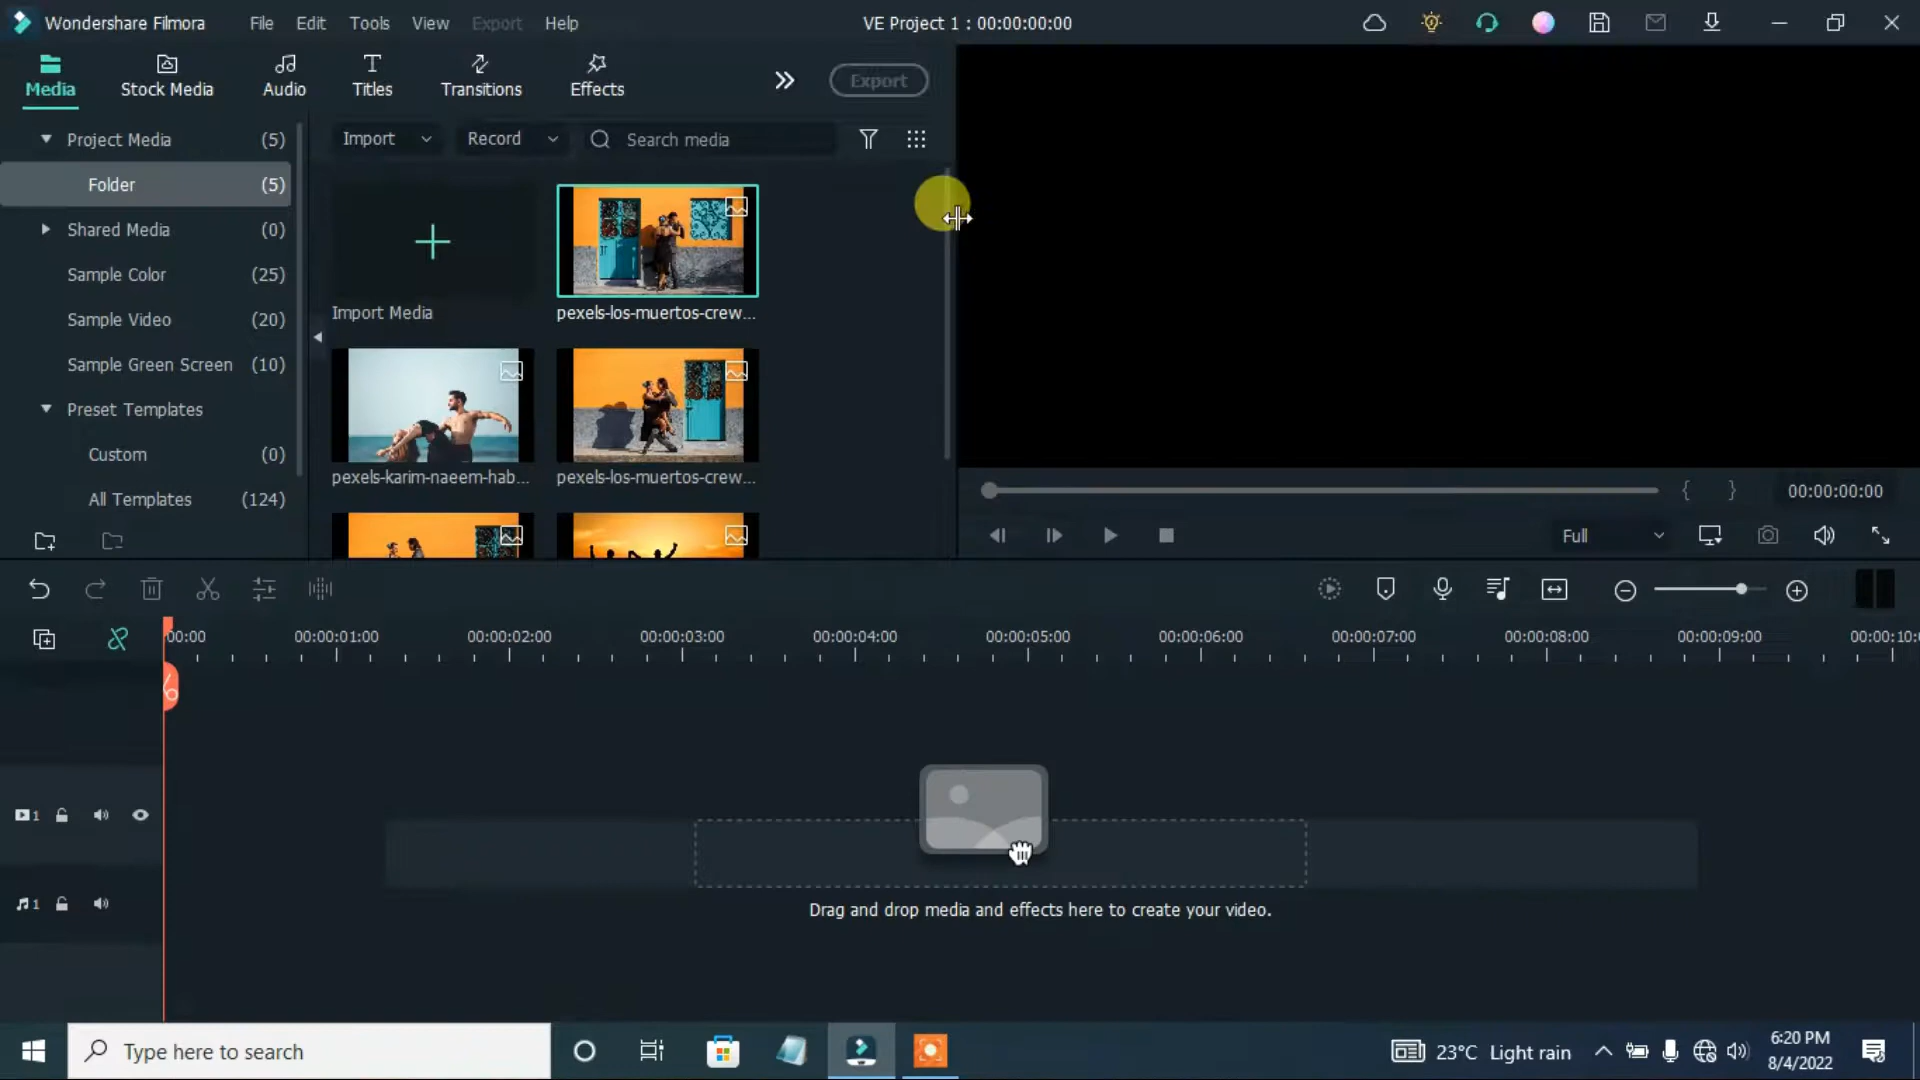 Wondershare Filmora File Edit Tools View Export Help VE Project 1 : 00:00:00:00
Media Stock Media Audio Titles Transitions Effects Export
Project Media (5)
Folder (5)
Shared Media (0)
Sample Color (25)
Sample Video (20)
Sample Green Screen (10)
Preset Templates
Custom (0)
All Templates (124)
Import Record Search media
Import Media pexels-los-muertos-crew...
pexels-karim-naeem-hab... pexels-los-muertos-crew...
{ } 00:00:00:00
Full
00:00 00:00:01:00 00:00:02:00 00:00:03:00 00:00:04:00 00:00:05:00 00:00:06:00 00:00:07:00 00:00:08:00 00:00:09:00 00:00:10:
1
1
Drag and drop media and effects here to create your video.
Type here to search
23°C Light rain
6:20 PM
8/4/2022